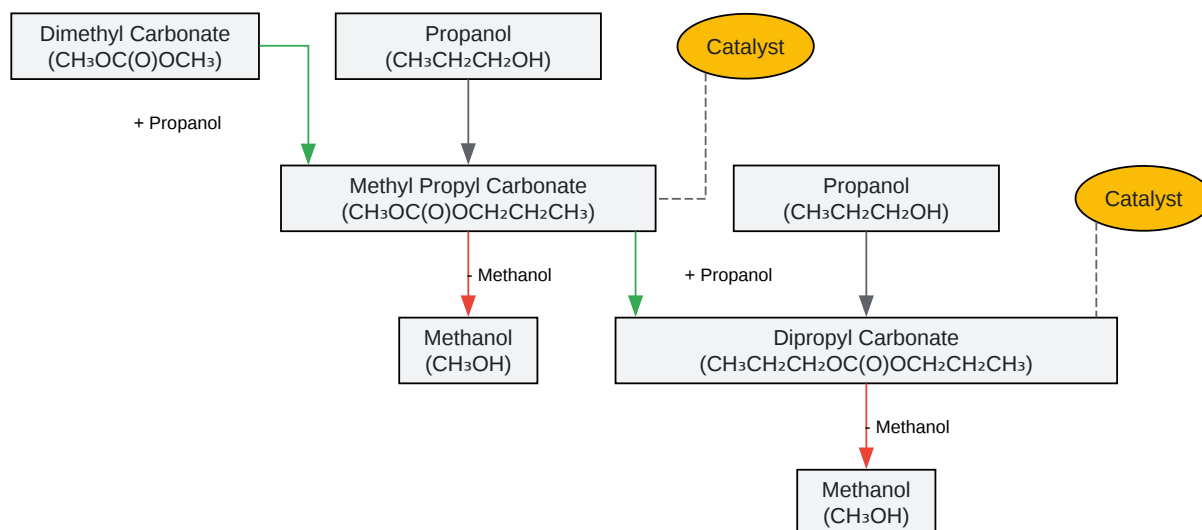 Dimethyl Carbonate
(CH₃OC(O)OCH₃)
Propanol
(CH₃CH₂CH₂OH)
Catalyst
+ Propanol
Methyl Propyl Carbonate
(CH₃OC(O)OCH₂CH₂CH₃)
Propanol
(CH₃CH₂CH₂OH)
Catalyst
- Methanol
+ Propanol
Methanol
(CH₃OH)
Dipropyl Carbonate
(CH₃CH₂CH₂OC(O)OCH₂CH₂CH₃)
- Methanol
Methanol
(CH₃OH)